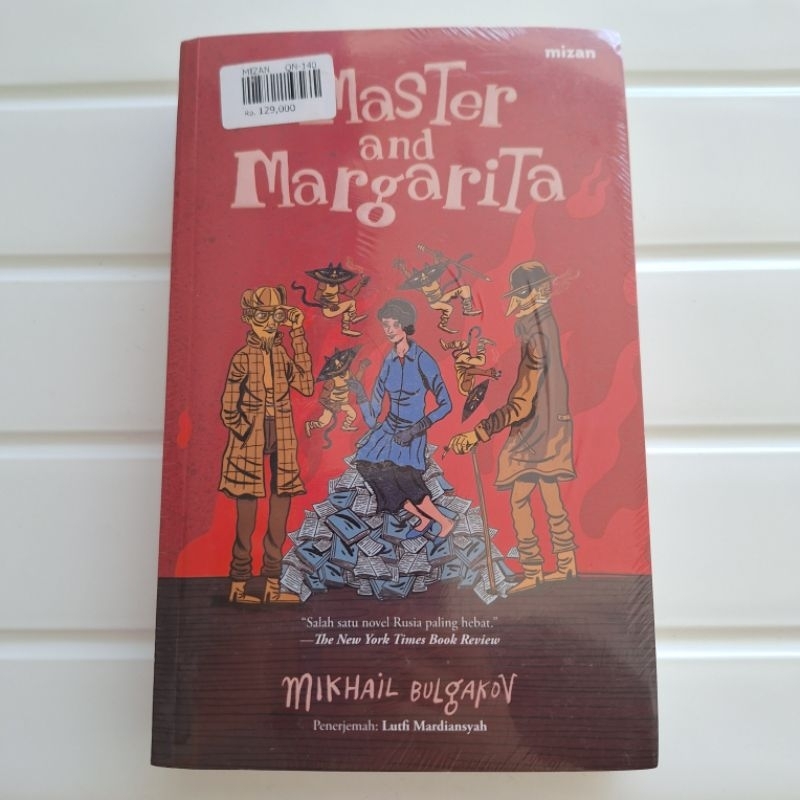 mizan
MIZAN QN-140
Rp. 129,000
Master
and
Margarita
"Salah satu novel Rusia paling hebat."
—The New York Times Book Review
MIKHAIL BULGAKOV
Penerjemah: Lutfi Mardiansyah